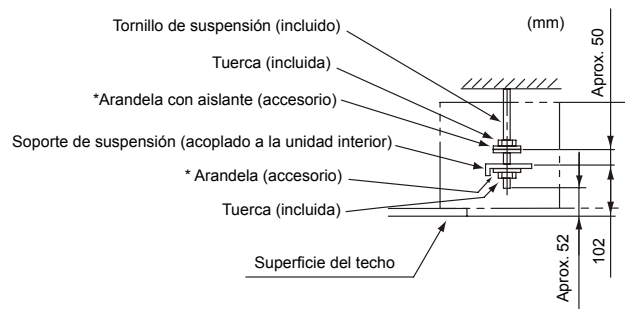 Tornillo de suspensión (incluido)
(mm)
Tuerca (incluida)
Aprox. 50
*Arandela con aislante (accesorio)
Soporte de suspensión (acoplado a la unidad interior)
* Arandela (accesorio)
Tuerca (incluida)
Superficie del techo
Aprox. 52
102